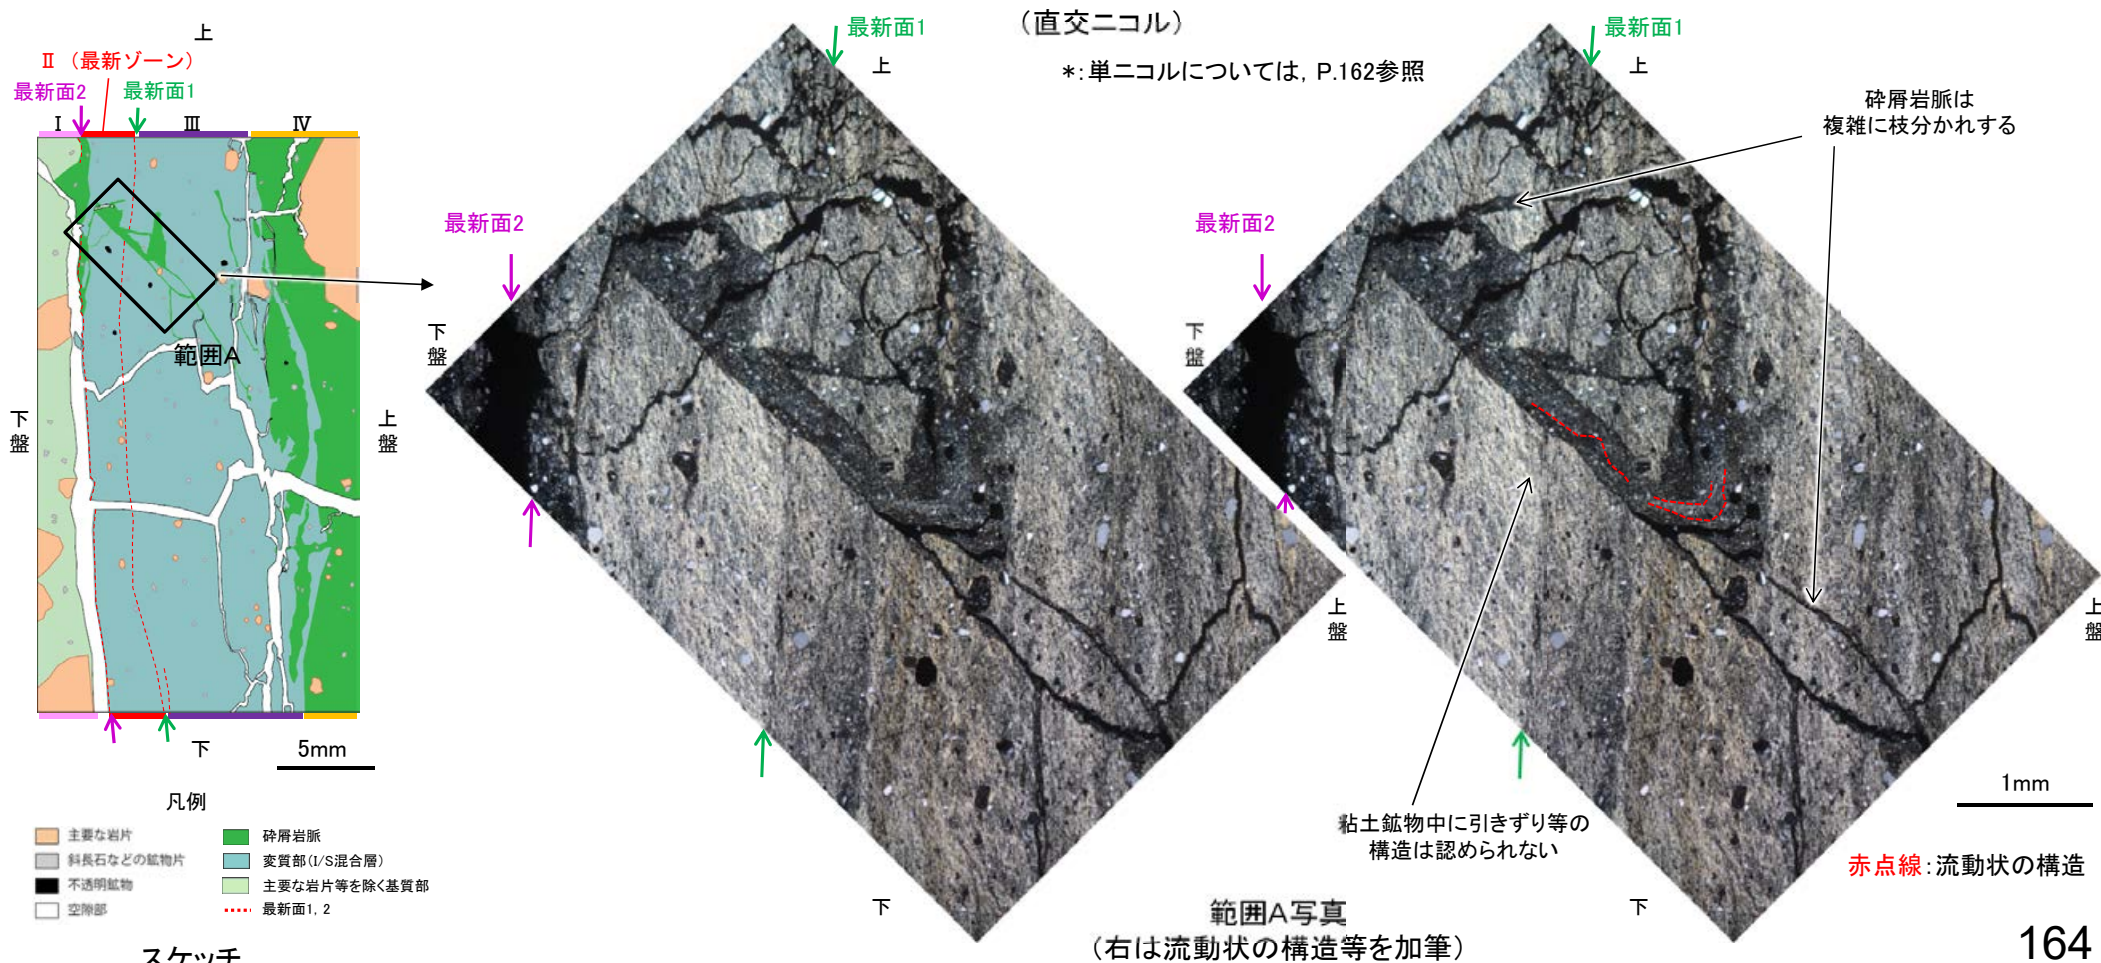 (直交ニコル)
*:単ニコルについては, P.162参照
上
Ⅱ (最新ゾーン)
最新面2
最新面1
Ⅰ
Ⅲ
Ⅳ
範囲A
下盤
上盤
下
5mm
凡例
主要な岩片
斜長石などの鉱物片
不透明鉱物
空隙部
砕屑岩脈
変質部(I/S混合層)
主要な岩片等を除く基質部
最新面1, 2
スケッチ
最新面1
上
最新面2
下盤
上盤
下
最新面1
上
最新面2
下盤
上盤
下
砕屑岩脈は
複雑に枝分かれする
粘土鉱物中に引きずり等の
構造は認められない
1mm
赤点線:流動状の構造
範囲A写真
(右は流動状の構造等を加筆)
164